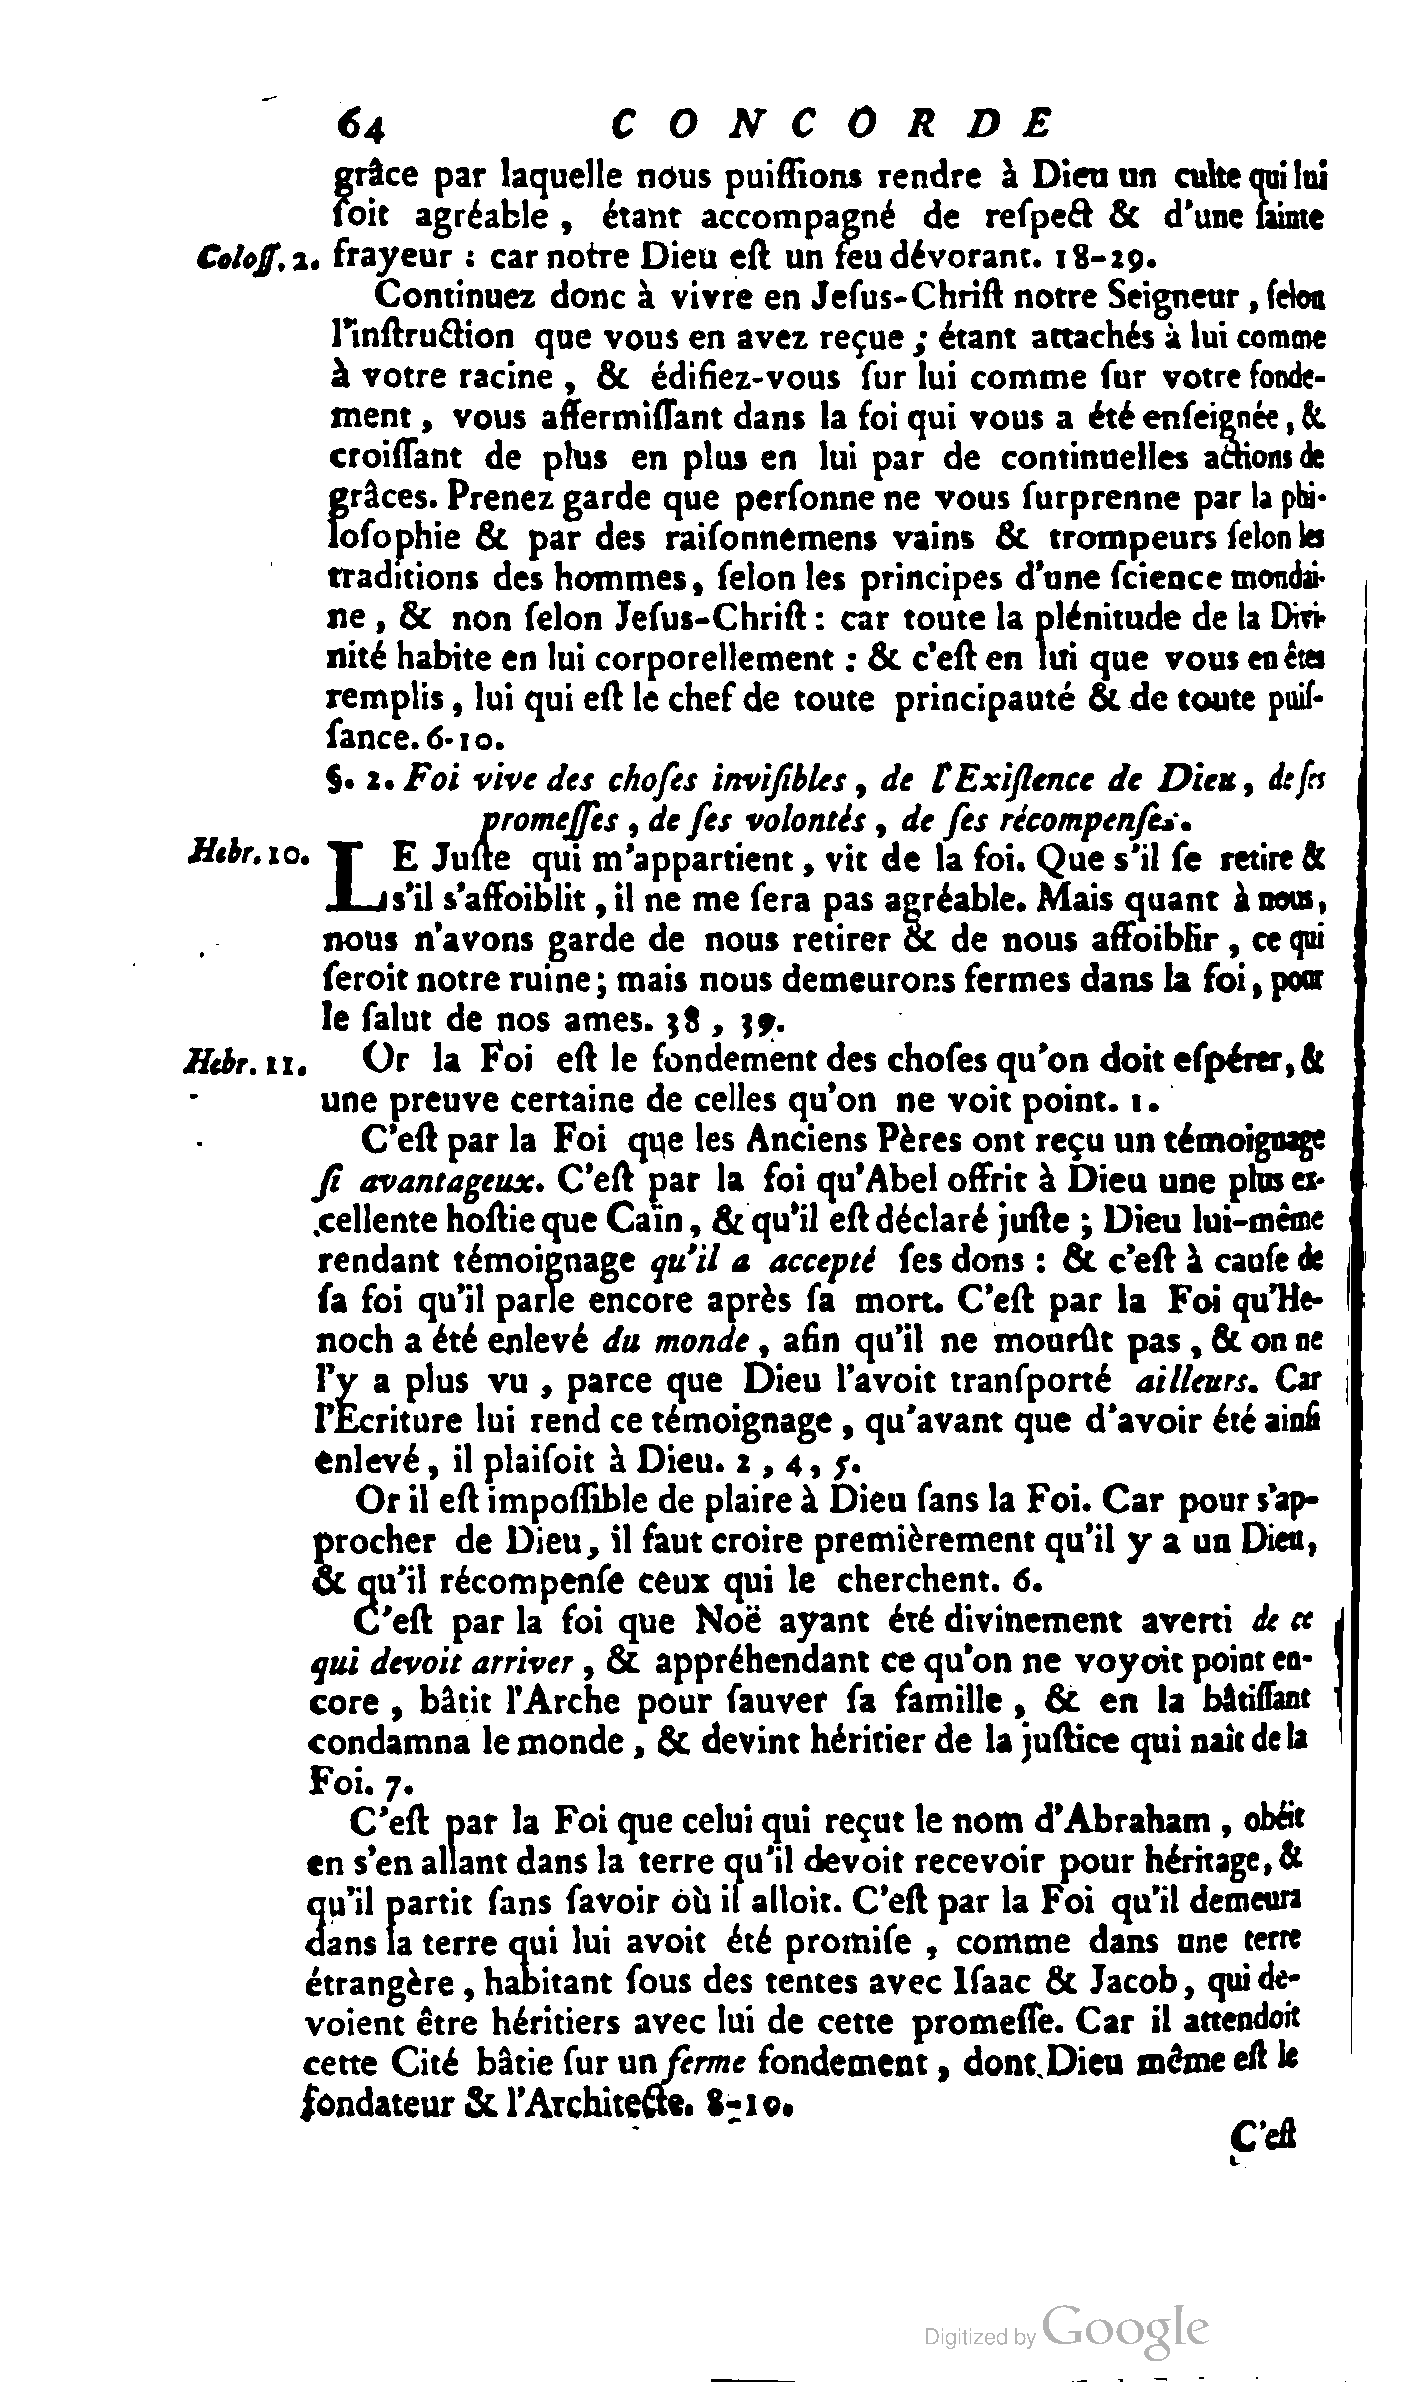 64 CONCORDE
grâce par laquelle nous puiſſions rendre à Dieu un culte qui lui
ſoit agréable, étant accompagné de reſpect & d'une ſainte
Coloſſ. 2. frayeur : car notre Dieu eſt un feu dévorant. 18-29.
Continuez donc à vivre en Jeſus-Chriſt notre Seigneur, ſelon
l'inſtruction que vous en avez reçue ; étant attachés à lui comme
à votre racine, & édifiez-vous ſur lui comme ſur votre fonde-
ment, vous affermiſſant dans la foi qui vous a été enſeignée, &
croiſſant de plus en plus en lui par de continuelles actions de
grâces. Prenez garde que perſonne ne vous ſurprenne par la phi-
loſophie & par des raiſonnemens vains & trompeurs ſelon les
traditions des hommes, ſelon les principes d'une ſcience mondai-
ne, & non ſelon Jeſus-Chriſt : car toute la plénitude de la Divi-
nité habite en lui corporellement : & c'eſt en lui que vous en êtes
remplis, lui qui eſt le chef de toute principauté & de toute puiſ-
ſance. 6-10.
§. 2. Foi vive des choſes inviſibles, de l'Exiſtence de Dieu, de ſes
promeſſes, de ſes volontés, de ſes récompenſes.
Hebr. 10. LE Juſte qui m'appartient, vit de la foi. Que s'il ſe retire &
s'il s'affoiblit, il ne me ſera pas agréable. Mais quant à nous,
nous n'avons garde de nous retirer & de nous affoiblir, ce qui
ſeroit notre ruine ; mais nous demeurons fermes dans la foi, pour
le ſalut de nos ames. 38, 39.
Hebr. 11. Or la Foi eſt le fondement des choſes qu'on doit eſpérer, &
une preuve certaine de celles qu'on ne voit point. 1.
C'eſt par la Foi que les Anciens Pères ont reçu un témoignage
ſi avantageux. C'eſt par la foi qu'Abel offrit à Dieu une plus ex-
cellente hoſtie que Caïn, & qu'il eſt déclaré juſte ; Dieu lui-même
rendant témoignage qu'il a accepté ſes dons : & c'eſt à cauſe de
ſa foi qu'il parle encore après ſa mort. C'eſt par la Foi qu'He-
noch a été enlevé du monde, afin qu'il ne mourût pas, & on ne
l'y a plus vu, parce que Dieu l'avoit tranſporté ailleurs. Car
l'Ecriture lui rend ce témoignage, qu'avant que d'avoir été ainſi
enlevé, il plaiſoit à Dieu. 2, 4, 5.
Or il eſt impoſſible de plaire à Dieu ſans la Foi. Car pour s'ap-
procher de Dieu, il faut croire premièrement qu'il y a un Dieu,
& qu'il récompenſe ceux qui le cherchent. 6.
C'eſt par la foi que Noë ayant été divinement averti de ce
qui devoit arriver, & appréhendant ce qu'on ne voyoit point en-
core, bâtit l'Arche pour ſauver ſa famille, & en la bâtiſſant
condamna le monde, & devint héritier de la juſtice qui naît de la
Foi. 7.
C'eſt par la Foi que celui qui reçut le nom d'Abraham, obéit
en s'en allant dans la terre qu'il devoit recevoir pour héritage, &
qu'il partit ſans ſavoir où il alloit. C'eſt par la Foi qu'il demeura
dans la terre qui lui avoit été promiſe, comme dans une terre
étrangère, habitant ſous des tentes avec Iſaac & Jacob, qui de-
voient être héritiers avec lui de cette promeſſe. Car il attendoit
cette Cité bâtie ſur un ferme fondement, dont Dieu même eſt le
fondateur & l'Architecte. 8-10.
C'eſt
Digitized by Google